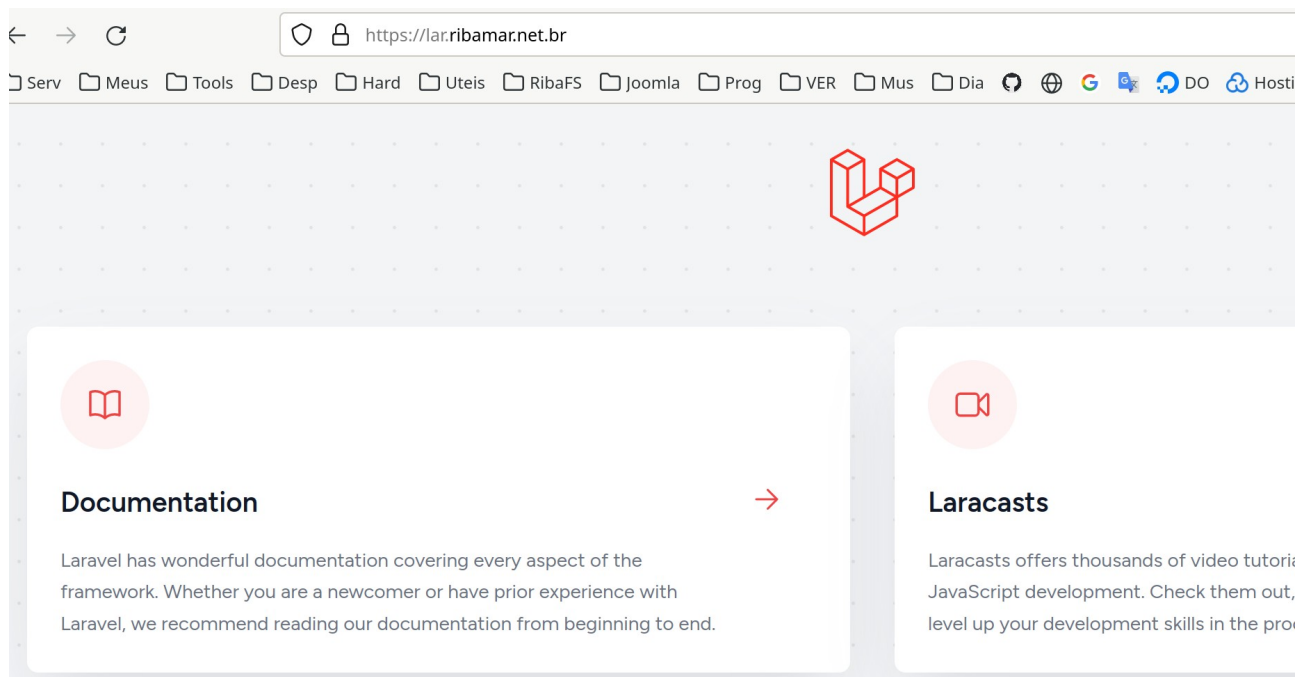 https://lar.ribamar.net.br
Serv Meus Tools Desp Hard Uteis RibaFS Joomla Prog VER Mus Dia DO Hosti
Documentation
Laravel has wonderful documentation covering every aspect of the
framework. Whether you are a newcomer or have prior experience with
Laravel, we recommend reading our documentation from beginning to end.
Laracasts
Laracasts offers thousands of video tutoria
JavaScript development. Check them out,
level up your development skills in the pro